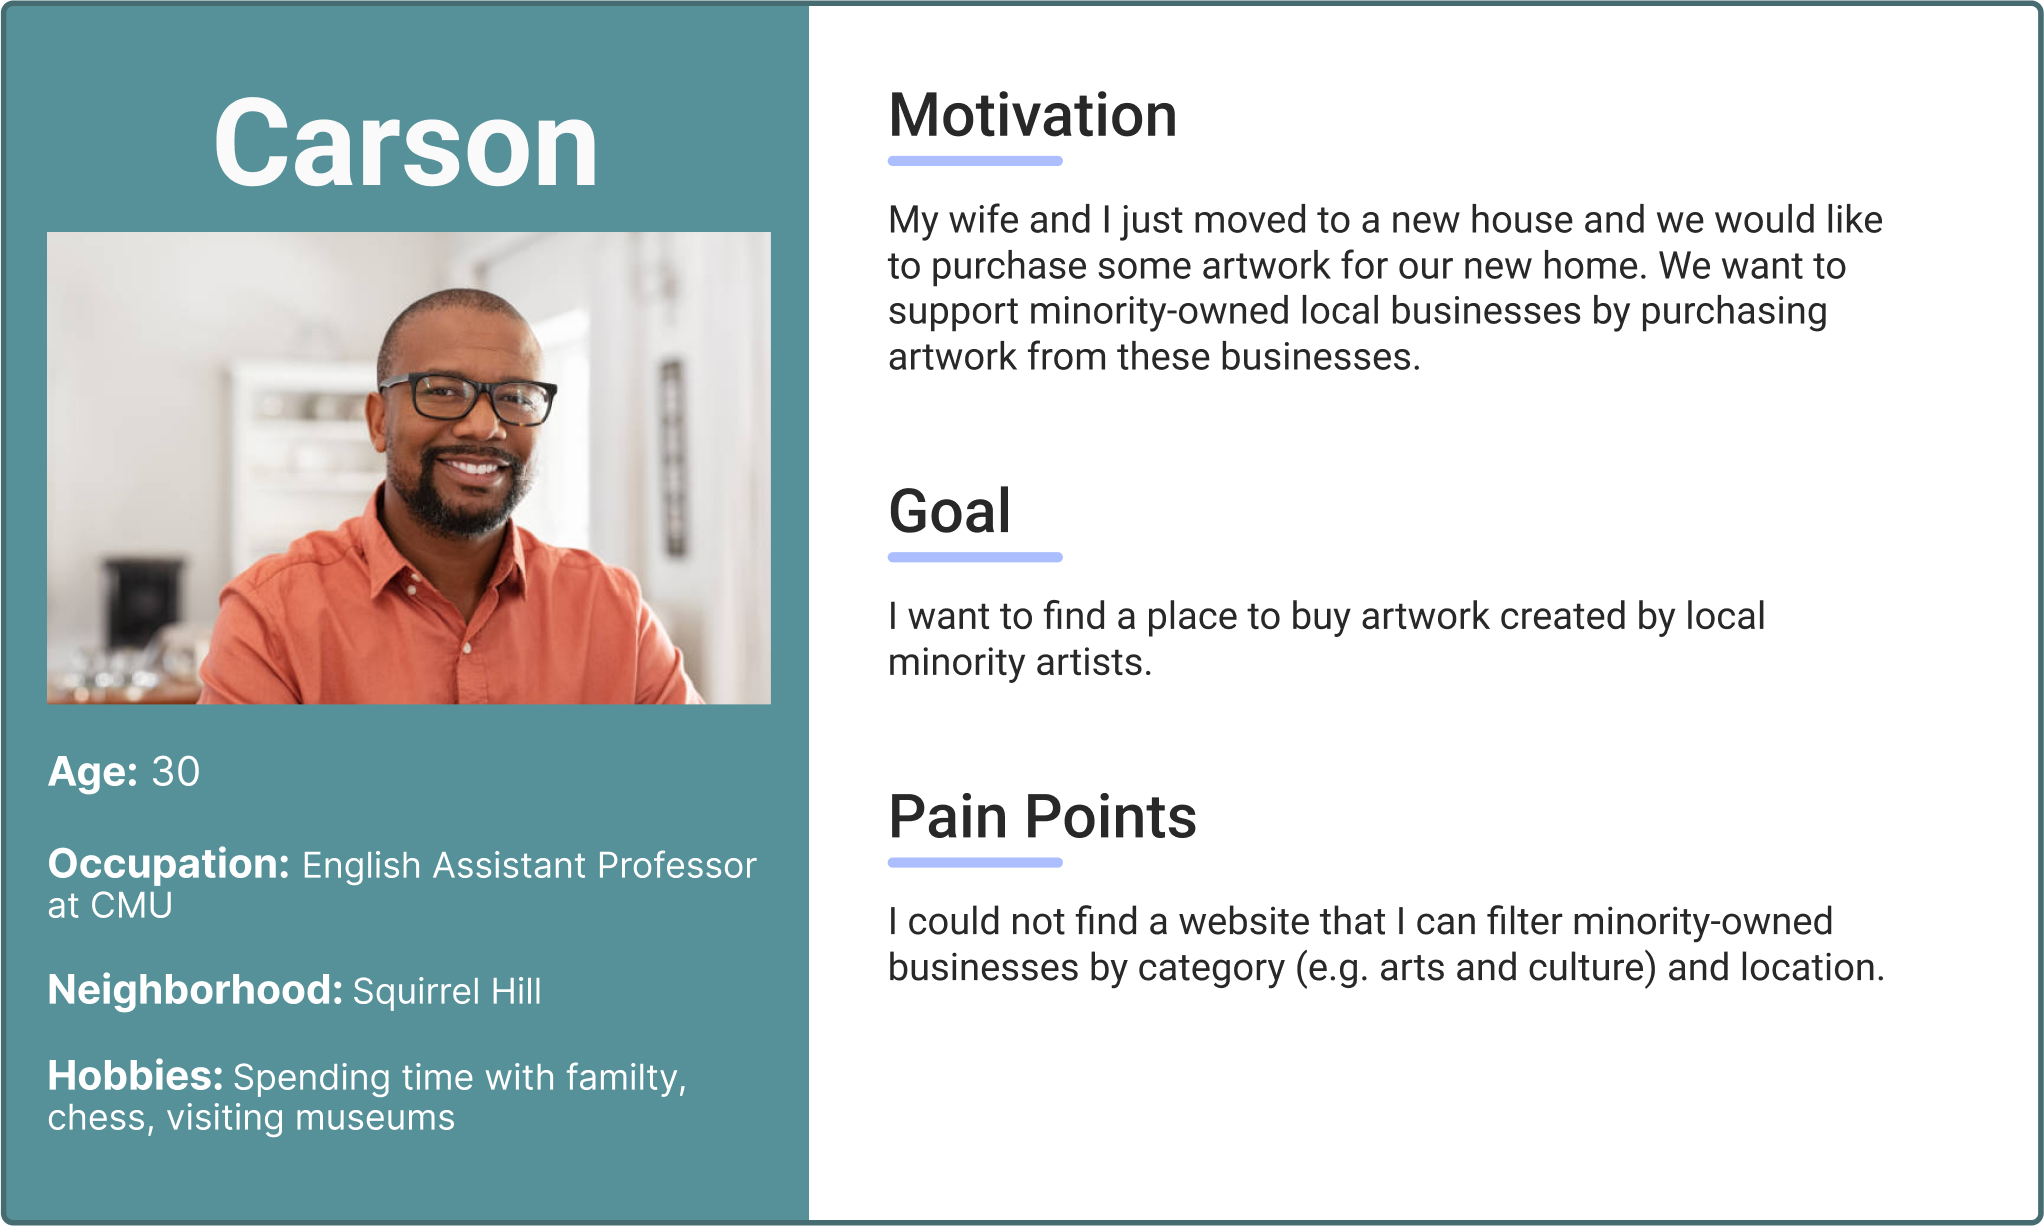 Carson
Age: 30
Occupation: English Assistant Professor
at CMU
Neighborhood: Squirrel Hill
Hobbies: Spending time with familty,
chess, visiting museums
Motivation
My wife and I just moved to a new house and we would like
to purchase some artwork for our new home. We want to
support minority-owned local businesses by purchasing
artwork from these businesses.
Goal
I want to find a place to buy artwork created by local
minority artists.
Pain Points
I could not find a website that I can filter minority-owned
businesses by category (e.g. arts and culture) and location.